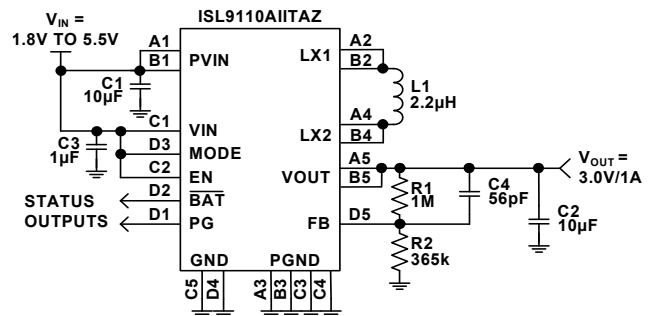 ISL9110AIITAZ
V_IN =
1.8V TO 5.5V
A1
B1
PVIN
C1
10µF
C1
VIN
C3
1µF
D3
MODE
C2
EN
STATUS
OUTPUTS
D2
BAT
D1
PG
LX1
A2
B2
L1
2.2µH
LX2
A4
B4
VOUT
A5
B5
R1
1M
C4
56pF
V_OUT =
3.0V/1A
FB
D5
R2
365k
C2
10µF
GND
PGND
C5
D4
A3
B3
C3
C4